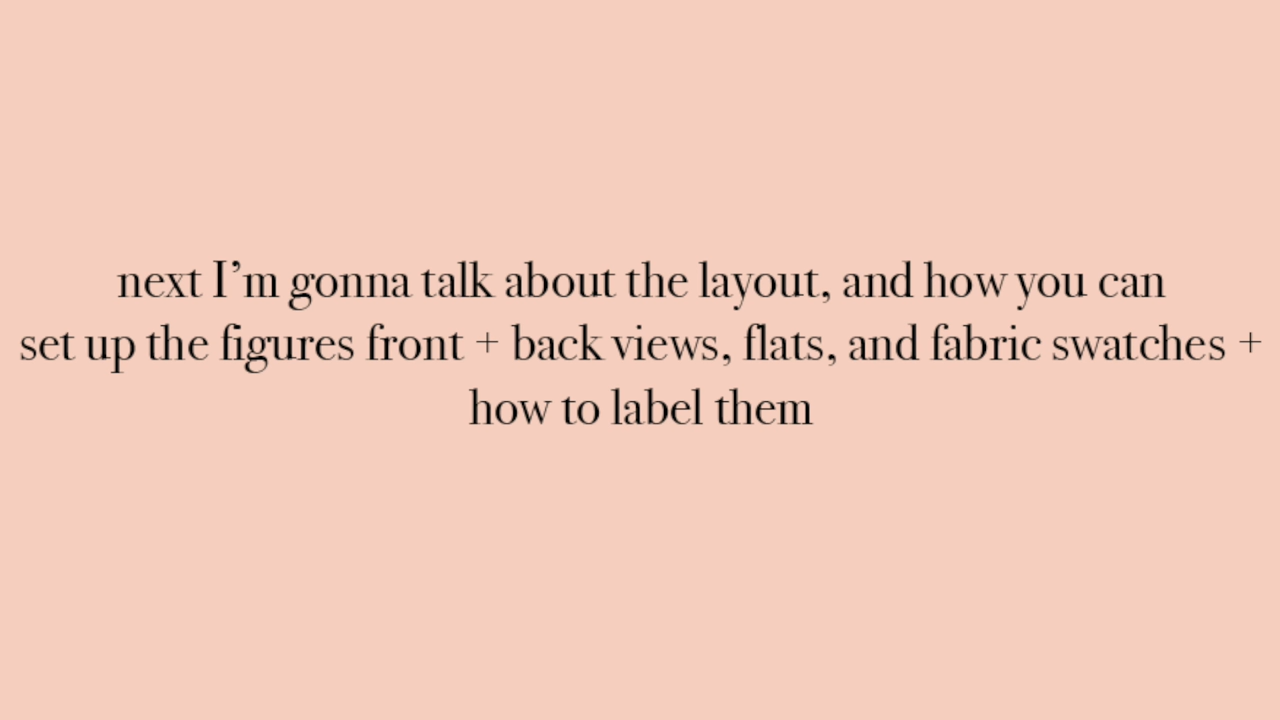 next I’m gonna talk about the layout, and how you can
set up the figures front + back views, flats, and fabric swatches +
how to label them